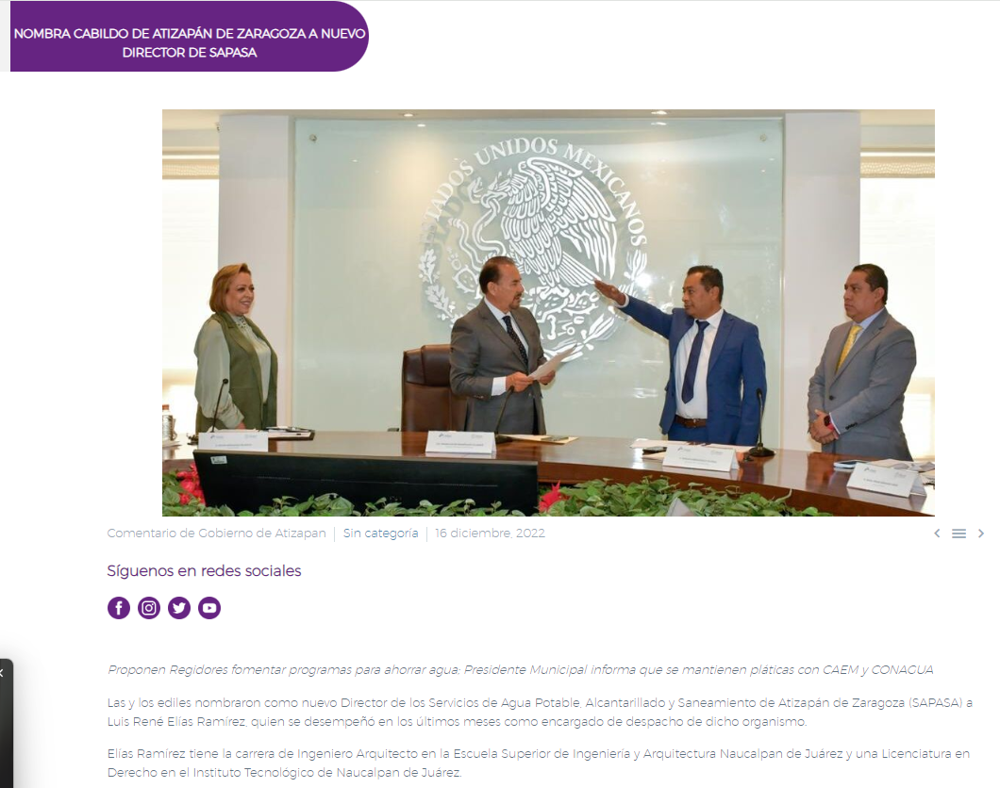 NOMBRA CABILDO DE ATIZAPÁN DE ZARAGOZA A NUEVO
DIRECTOR DE SAPASA
ESTADOS UNIDOS MEXICANOS
Comentario de Gobierno de Atizapan | Sin categoría | 16 diciembre, 2022
Síguenos en redes sociales
Proponen Regidores fomentar programas para ahorrar agua; Presidente Municipal informa que se mantienen pláticas con CAEM y CONAGUA
Las y los ediles nombraron como nuevo Director de los Servicios de Agua Potable, Alcantarillado y Saneamiento de Atizapán de Zaragoza (SAPASA) a
Luis René Elías Ramírez, quien se desempeñó en los últimos meses como encargado de despacho de dicho organismo.
Elías Ramírez tiene la carrera de Ingeniero Arquitecto en la Escuela Superior de Ingeniería y Arquitectura Naucalpan de Juárez y una Licenciatura en
Derecho en el Instituto Tecnológico de Naucalpan de Juárez.